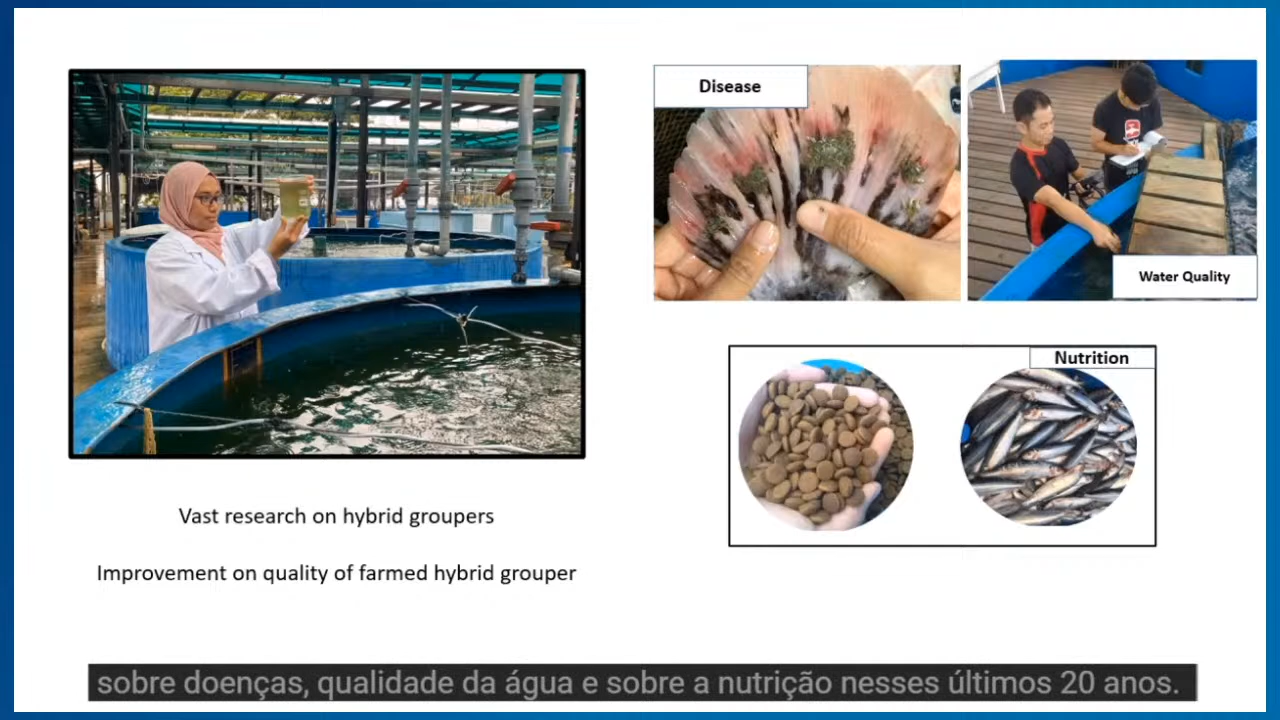 Disease
Water Quality
Nutrition
Vast research on hybrid groupers
Improvement on quality of farmed hybrid grouper
sobre doenças, qualidade da água e sobre a nutrição nesses últimos 20 anos.